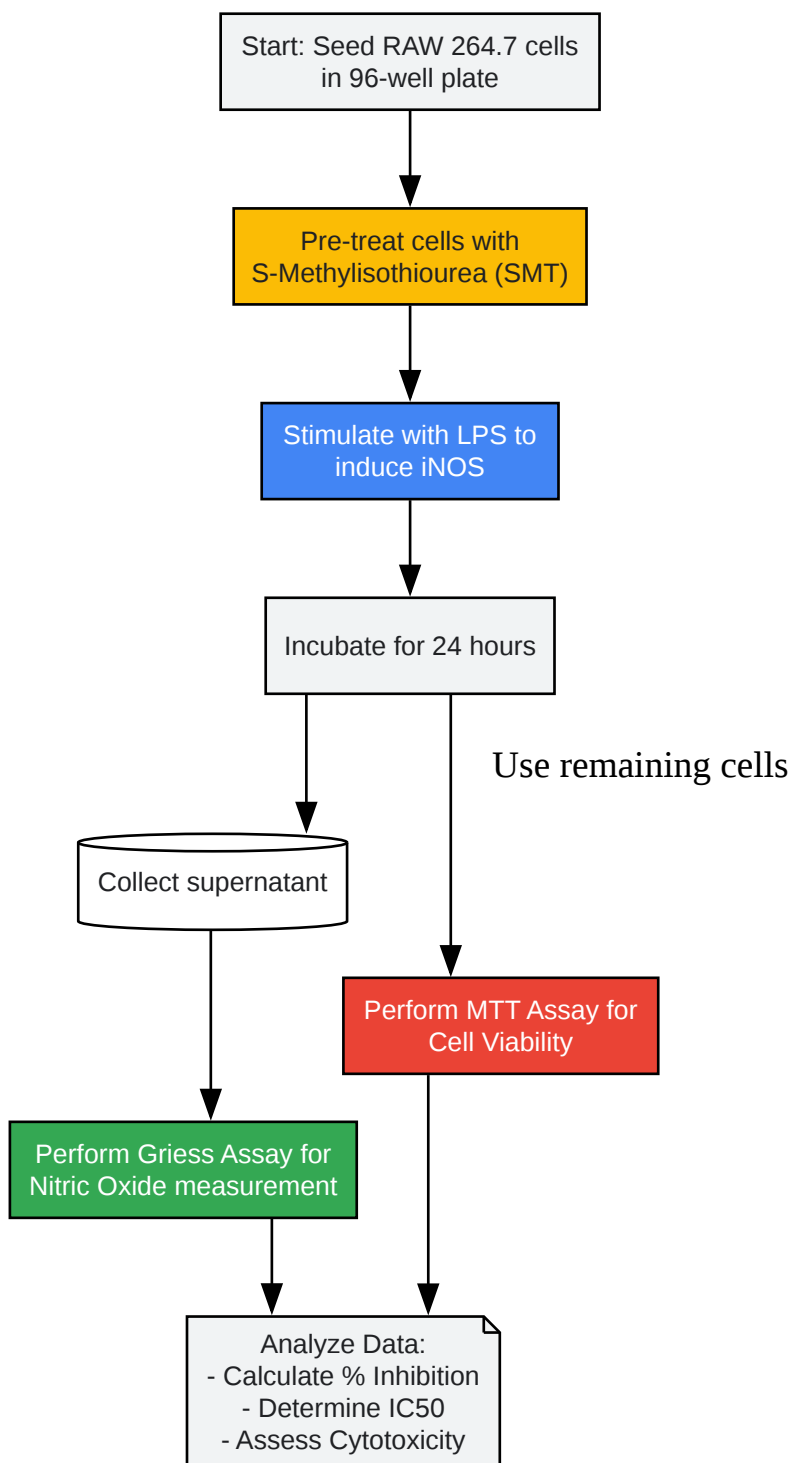 Start: Seed RAW 264.7 cells
in 96-well plate
Pre-treat cells with
S-Methylisothiourea (SMT)
Stimulate with LPS to
induce iNOS
Incubate for 24 hours
Use remaining cells
Collect supernatant
Perform MTT Assay for
Cell Viability
Perform Griess Assay for
Nitric Oxide measurement
Analyze Data:
- Calculate % Inhibition
- Determine IC50
- Assess Cytotoxicity